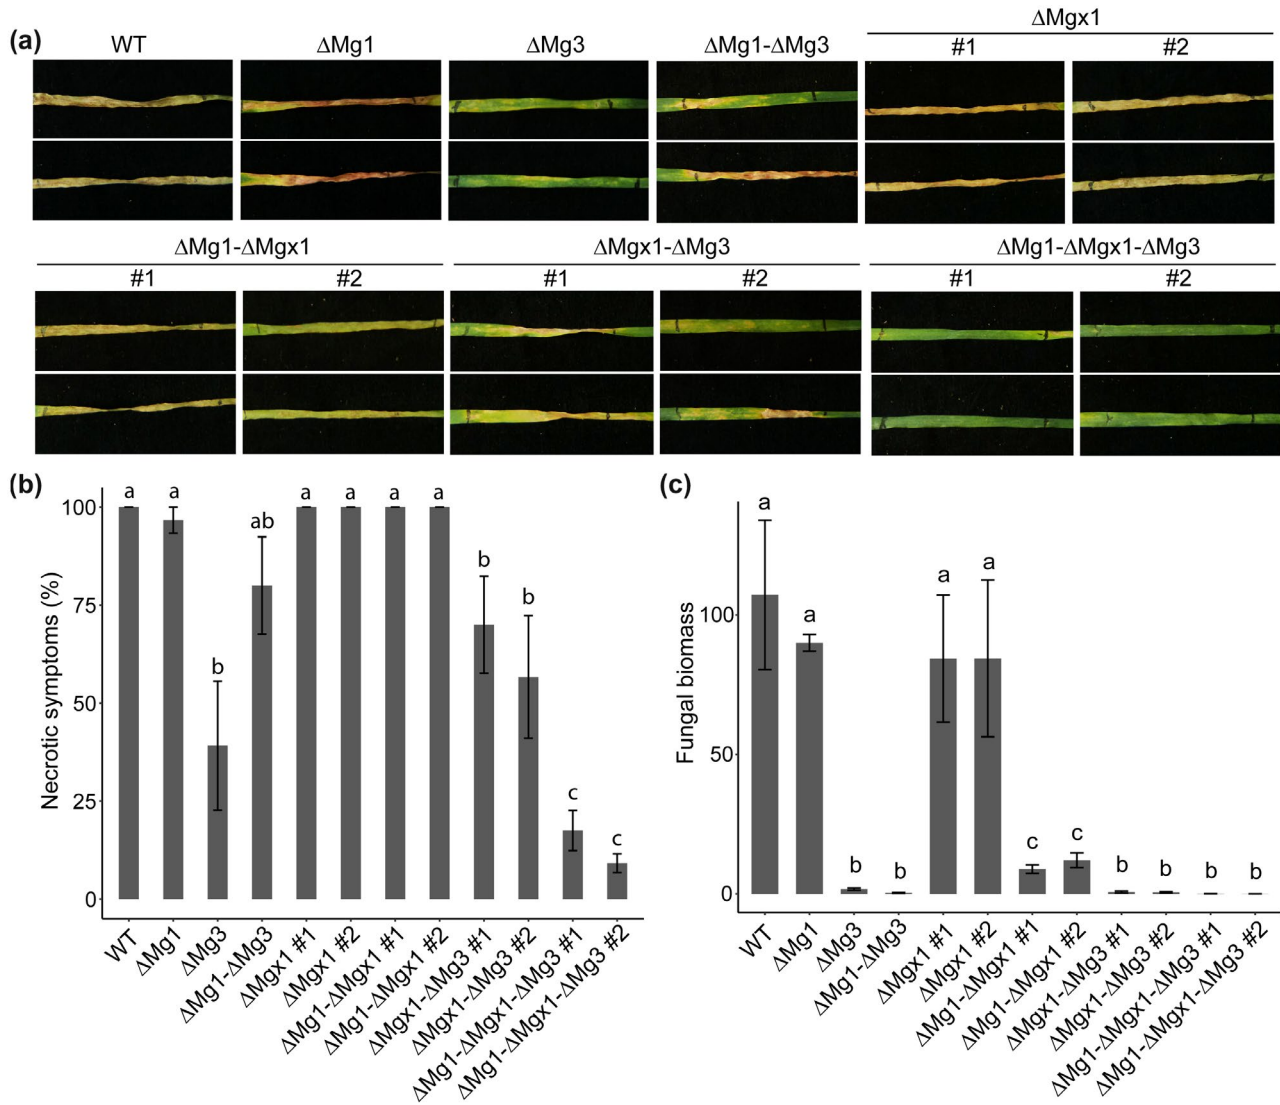 (a)
WT
ΔMg1
ΔMg3
ΔMg1-ΔMg3
ΔMgx1
#1
#2
ΔMg1-ΔMgx1
#1
#2
ΔMgx1-ΔMg3
#1
#2
ΔMg1-ΔMgx1-ΔMg3
#1
#2
(b)
Necrotic symptoms (%)
100
75
50
25
0
a
a
b
ab
a
a
a
a
b
b
c
c
WT
ΔMg1
ΔMg3
ΔMg1-ΔMg3
ΔMgx1 #1
ΔMgx1 #2
ΔMg1-ΔMgx1 #1
ΔMg1-ΔMgx1 #2
ΔMgx1-ΔMg3 #1
ΔMgx1-ΔMg3 #2
ΔMg1-ΔMgx1-ΔMg3 #1
ΔMg1-ΔMgx1-ΔMg3 #2
(c)
Fungal biomass
100
50
0
a
a
b
b
a
a
c
c
b
b
b
b
WT
ΔMg1
ΔMg3
ΔMg1-ΔMg3
ΔMgx1 #1
ΔMgx1 #2
ΔMg1-ΔMgx1 #1
ΔMg1-ΔMgx1 #2
ΔMgx1-ΔMg3 #1
ΔMgx1-ΔMg3 #2
ΔMg1-ΔMgx1-ΔMg3 #1
ΔMg1-ΔMgx1-ΔMg3 #2